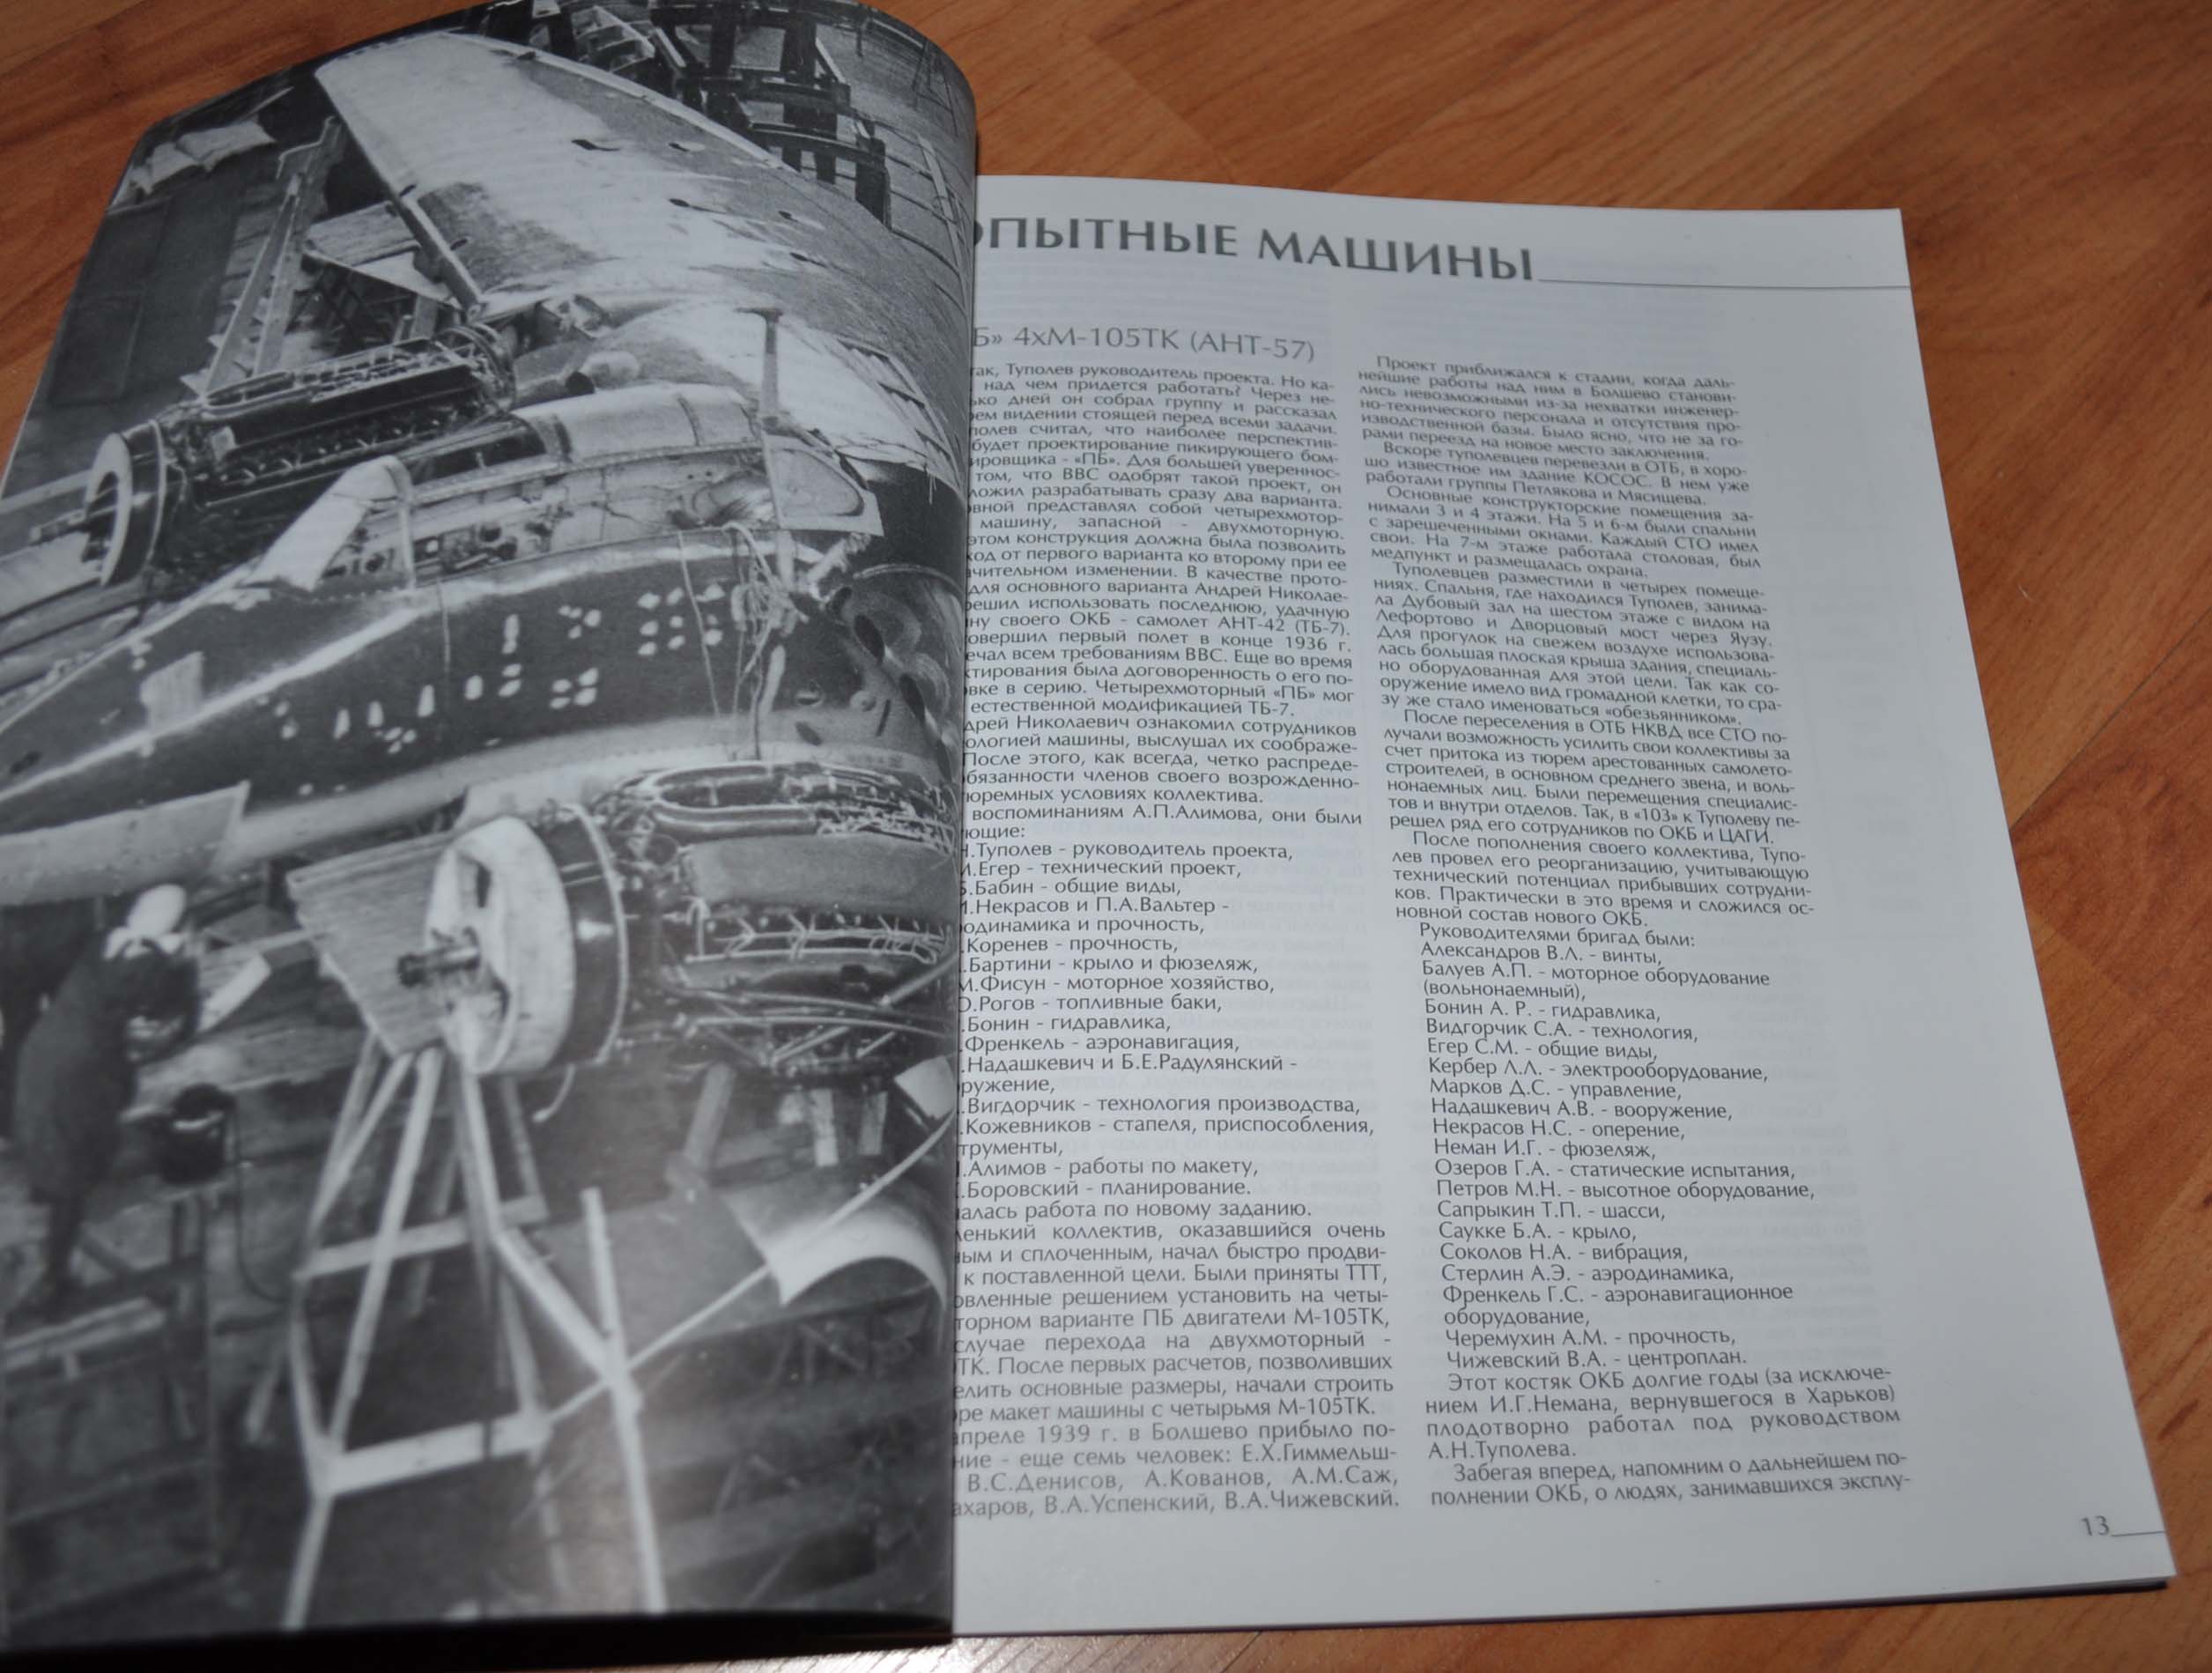 ОПЫТНЫЕ МАШИНЫ
Б» 4хМ-105ТК (АНТ-57)
так, Туполев руководитель проекта. Но ка-
над чем придется работать? Через не-
ко дней он собрал группу и рассказал
ем видении стоящей перед всеми задачи.
полев считал, что наиболее перспектив-
будет проектирование пикирующего бом-
ировщика - «ПБ». Для большей увереннос-
том, что ВВС одобрят такой проект, он
ложил разрабатывать сразу два варианта.
вной представлял собой четырехмотор-
машину, запасной - двухмоторную.
этом конструкция должна была позволить
ход от первого варианта ко второму при ее
чительном изменении. В качестве прото-
для основного варианта Андрей Николае-
решил использовать последнюю, удачную
ну своего ОКБ - самолет АНТ-42 (ТБ-7).
овершил первый полет в конце 1936 г.
ечал всем требованиям ВВС. Еще во время
ктирования была договоренность о его по-
вке в серию. Четырехмоторный «ПБ» мог
естественной модификацией ТБ-7.
дрей Николаевич ознакомил сотрудников
ологией машины, выслушал их соображе-
После этого, как всегда, четко распреде-
бязанности членов своего возрожденно-
юремных условиях коллектива.
воспоминаниям А.П.Алимова, они были
ющие:
Н.Туполев - руководитель проекта,
М.Егер - технический проект,
Б.Бабин - общие виды,
И.Некрасов и П.А.Вальтер -
одинамика и прочность,
.Коренев - прочность,
.Бартини - крыло и фюзеляж,
М.Фисун - моторное хозяйство,
О.Рогов - топливные баки,
.Бонин - гидравлика,
.Френкель - аэронавигация,
.Надашкевич и Б.Е.Радулянский -
ружение,
.Вигдорчик - технология производства,
.Кожевников - стапеля, приспособления,
трументы,
.Алимов - работы по макету,
.Боровский - планирование.
алась работа по новому заданию.
енький коллектив, оказавшийся очень
ным и сплоченным, начал быстро продви-
к поставленной цели. Были приняты ТТТ,
овленные решением установить на четы-
торном варианте ПБ двигатели М-105ТК,
случае перехода на двухмоторный -
ТК. После первых расчетов, позволивших
елить основные размеры, начали строить
ре макет машины с четырьмя М-105ТК.
апреле 1939 г. в Болшево прибыло по-
ние - еще семь человек: Е.Х.Гиммельш-
В.С.Денисов, А.Кованов, А.М.Саж,
ахаров, В.А.Успенский, В.А.Чижевский.
Проект приближался к стадии, когда даль-
нейшие работы над ним в Болшево станови-
лись невозможными из-за нехватки инженер-
но-технического персонала и отсутствия про-
изводственной базы. Было ясно, что не за го-
рами переезд на новое место заключения.
Вскоре туполевцев перевезли в ОТБ, в хоро-
шо известное им здание КОСОС. В нем уже
работали группы Петлякова и Мясищева.
Основные конструкторские помещения за-
нимали 3 и 4 этажи. На 5 и 6-м были спальни
с зарешеченными окнами. Каждый СТО имел
свои. На 7-м этаже работала столовая, был
медпункт и размещалась охрана.
Туполевцев разместили в четырех помеще-
ниях. Спальня, где находился Туполев, занима-
ла Дубовый зал на шестом этаже с видом на
Лефортово и Дворцовый мост через Яузу.
Для прогулок на свежем воздухе использова-
лась большая плоская крыша здания, специаль-
но оборудованная для этой цели. Так как со-
оружение имело вид громадной клетки, то сра-
зу же стало именоваться «обезьянником».
После переселения в ОТБ НКВД все СТО по-
лучали возможность усилить свои коллективы за
счет притока из тюрем арестованных самолето-
строителей, в основном среднего звена, и воль-
нонаемных лиц. Были перемещения специалис-
тов и внутри отделов. Так, в «103» к Туполеву пе-
решел ряд его сотрудников по ОКБ и ЦАГИ.
После пополнения своего коллектива, Тупо-
лев провел его реорганизацию, учитывающую
технический потенциал прибывших сотрудни-
ков. Практически в это время и сложился ос-
новной состав нового ОКБ.
Руководителями бригад были:
Александров В.Л. - винты,
Балуев А.П. - моторное оборудование
(вольнонаемный),
Бонин А. Р. - гидравлика,
Видгорчик С.А. - технология,
Егер С.М. - общие виды,
Кербер Л.Л. - электрооборудование,
Марков Д.С. - управление,
Надашкевич А.В. - вооружение,
Некрасов Н.С. - оперение,
Неман И.Г. - фюзеляж,
Озеров Г.А. - статические испытания,
Петров М.Н. - высотное оборудование,
Сапрыкин Т.П. - шасси,
Саукке Б.А. - крыло,
Соколов Н.А. - вибрация,
Стерлин А.Э. - аэродинамика,
Френкель Г.С. - аэронавигационное
оборудование,
Черемухин А.М. - прочность,
Чижевский В.А. - центроплан.
Этот костяк ОКБ долгие годы (за исключе-
нием И.Г.Немана, вернувшегося в Харьков)
плодотворно работал под руководством
А.Н.Туполева.
Забегая вперед, напомним о дальнейшем по-
полнении ОКБ, о людях, занимавшихся эксплу-
13